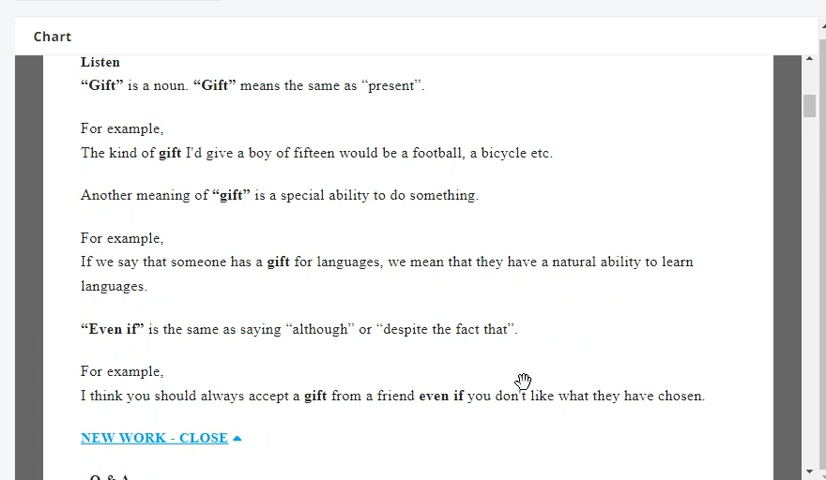 Chart
Listen
“Gift” is a noun. “Gift” means the same as “present”.
For example,
The kind of gift I'd give a boy of fifteen would be a football, a bicycle etc.
Another meaning of “gift” is a special ability to do something.
For example,
If we say that someone has a gift for languages, we mean that they have a natural ability to learn
languages.
“Even if” is the same as saying “although” or “despite the fact that”.
For example,
I think you should always accept a gift from a friend even if you don't like what they have chosen.
NEW WORK - CLOSE
Q & A